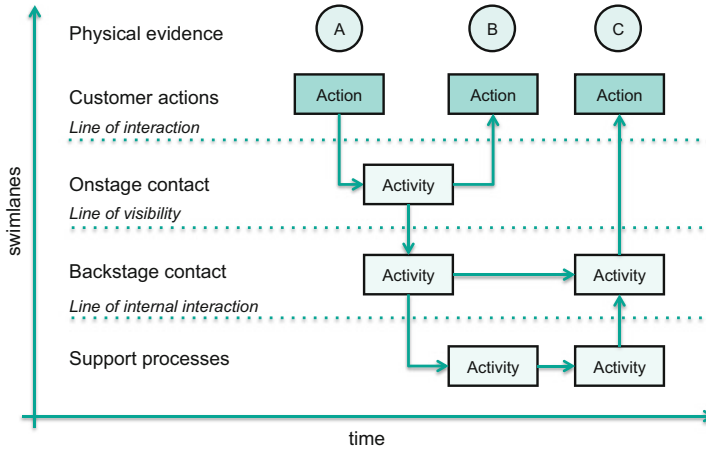 Physical evidence A B C
Customer actions Action Action Action
Line of interaction
Onstage contact Activity
Line of visibility
Backstage contact Activity Activity
Line of internal interaction
Support processes Activity Activity
swimlanes
time